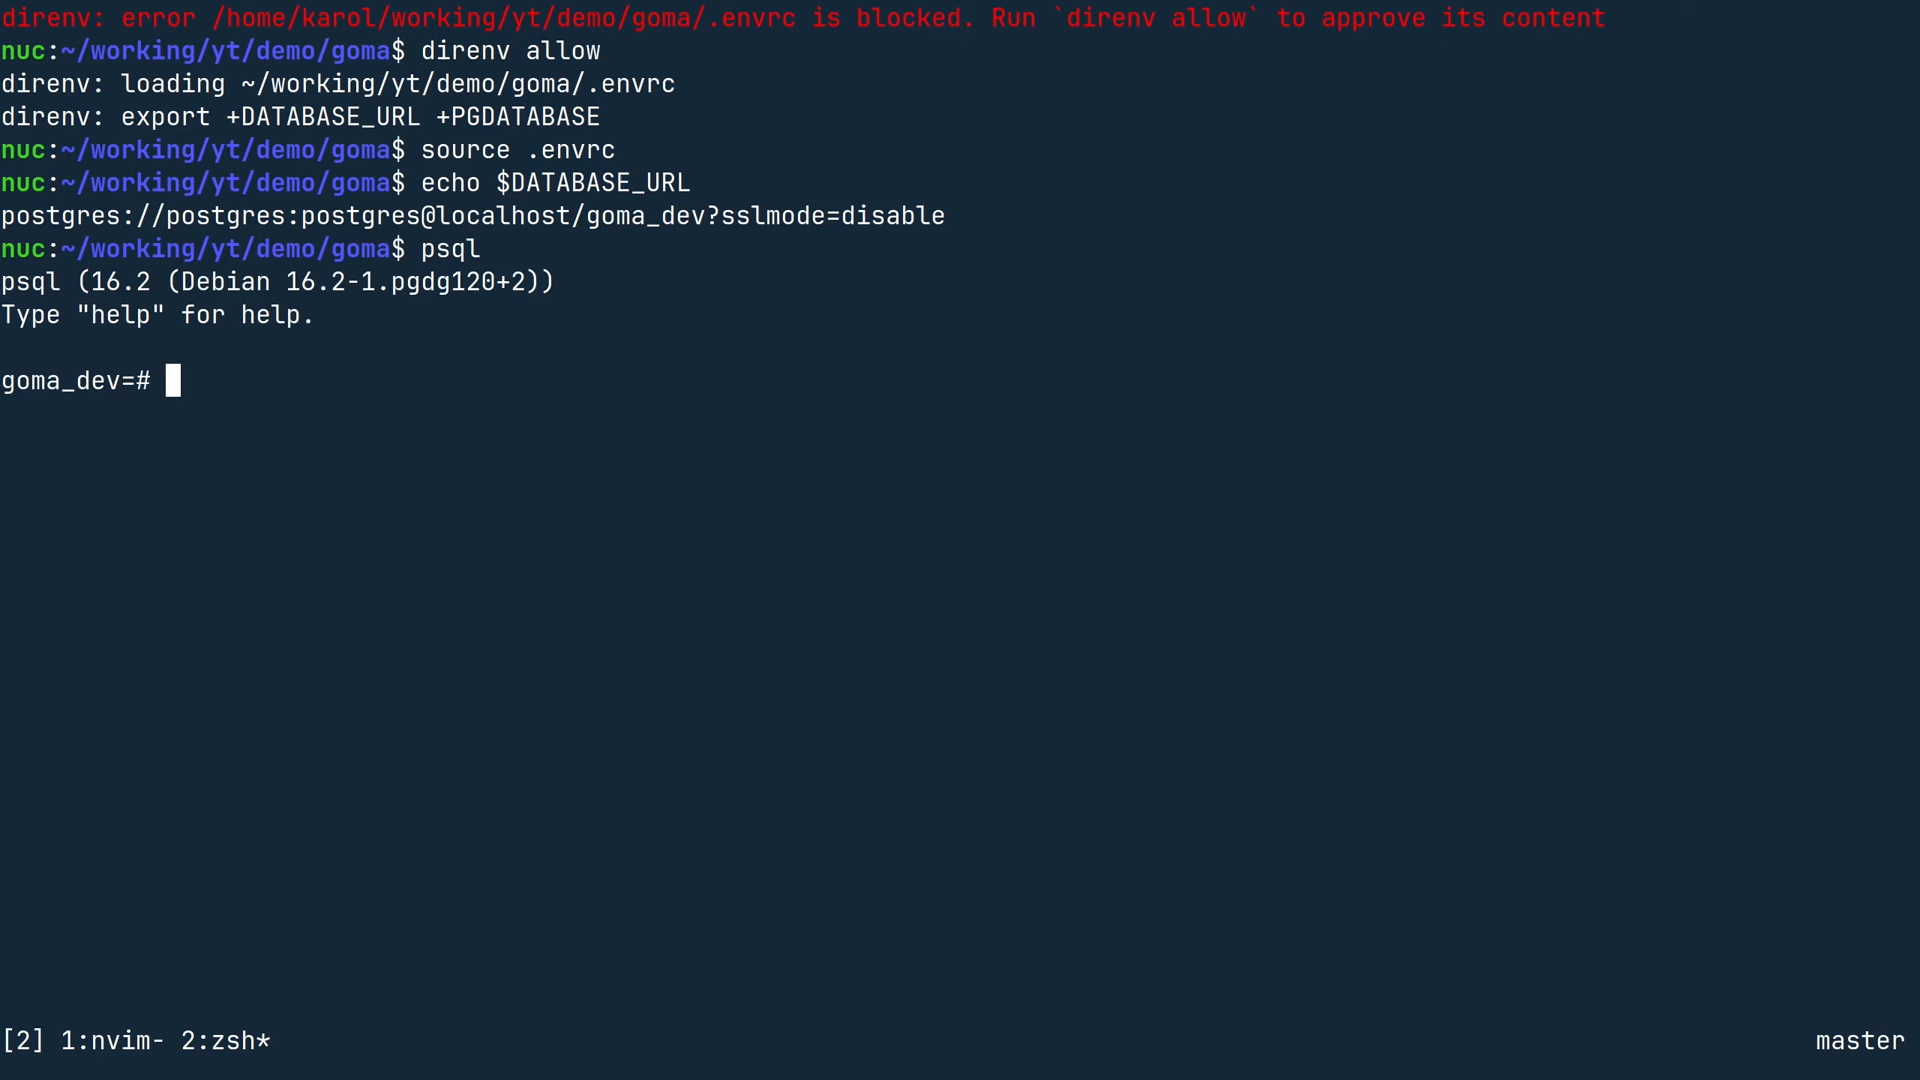 direnv: error /home/karol/working/yt/demo/goma/.envrc is blocked. Run `direnv allow` to approve its content
nuc:~/working/yt/demo/goma$ direnv allow
direnv: loading ~/working/yt/demo/goma/.envrc
direnv: export +DATABASE_URL +PGDATABASE
nuc:~/working/yt/demo/goma$ source .envrc
nuc:~/working/yt/demo/goma$ echo $DATABASE_URL
postgres://postgres:postgres@localhost/goma_dev?sslmode=disable
nuc:~/working/yt/demo/goma$ psql
psql (16.2 (Debian 16.2-1.pgdg120+2))
Type "help" for help.
goma_dev=#
[2] 1:nvim- 2:zsh* master